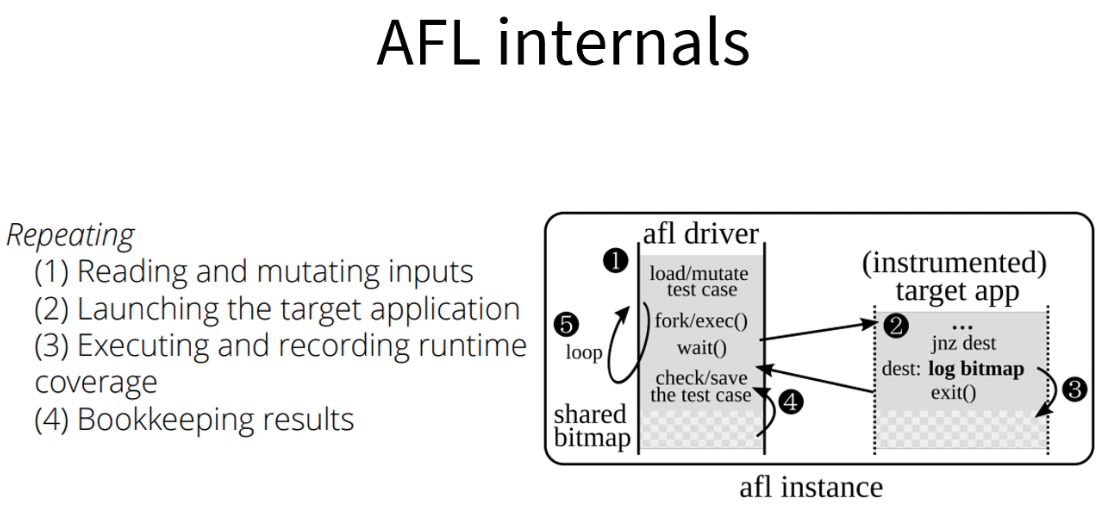 AFL internals
Repeating
(1) Reading and mutating inputs
(2) Launching the target application
(3) Executing and recording runtime
coverage
(4) Bookkeeping results
afl driver
❶
load/mutate
test case
fork/exec()
wait()
check/save
the test case
❺
loop
shared
bitmap
❹
(instrumented)
target app
❷
...
jnz dest
dest: log bitmap
exit()
❸
afl instance